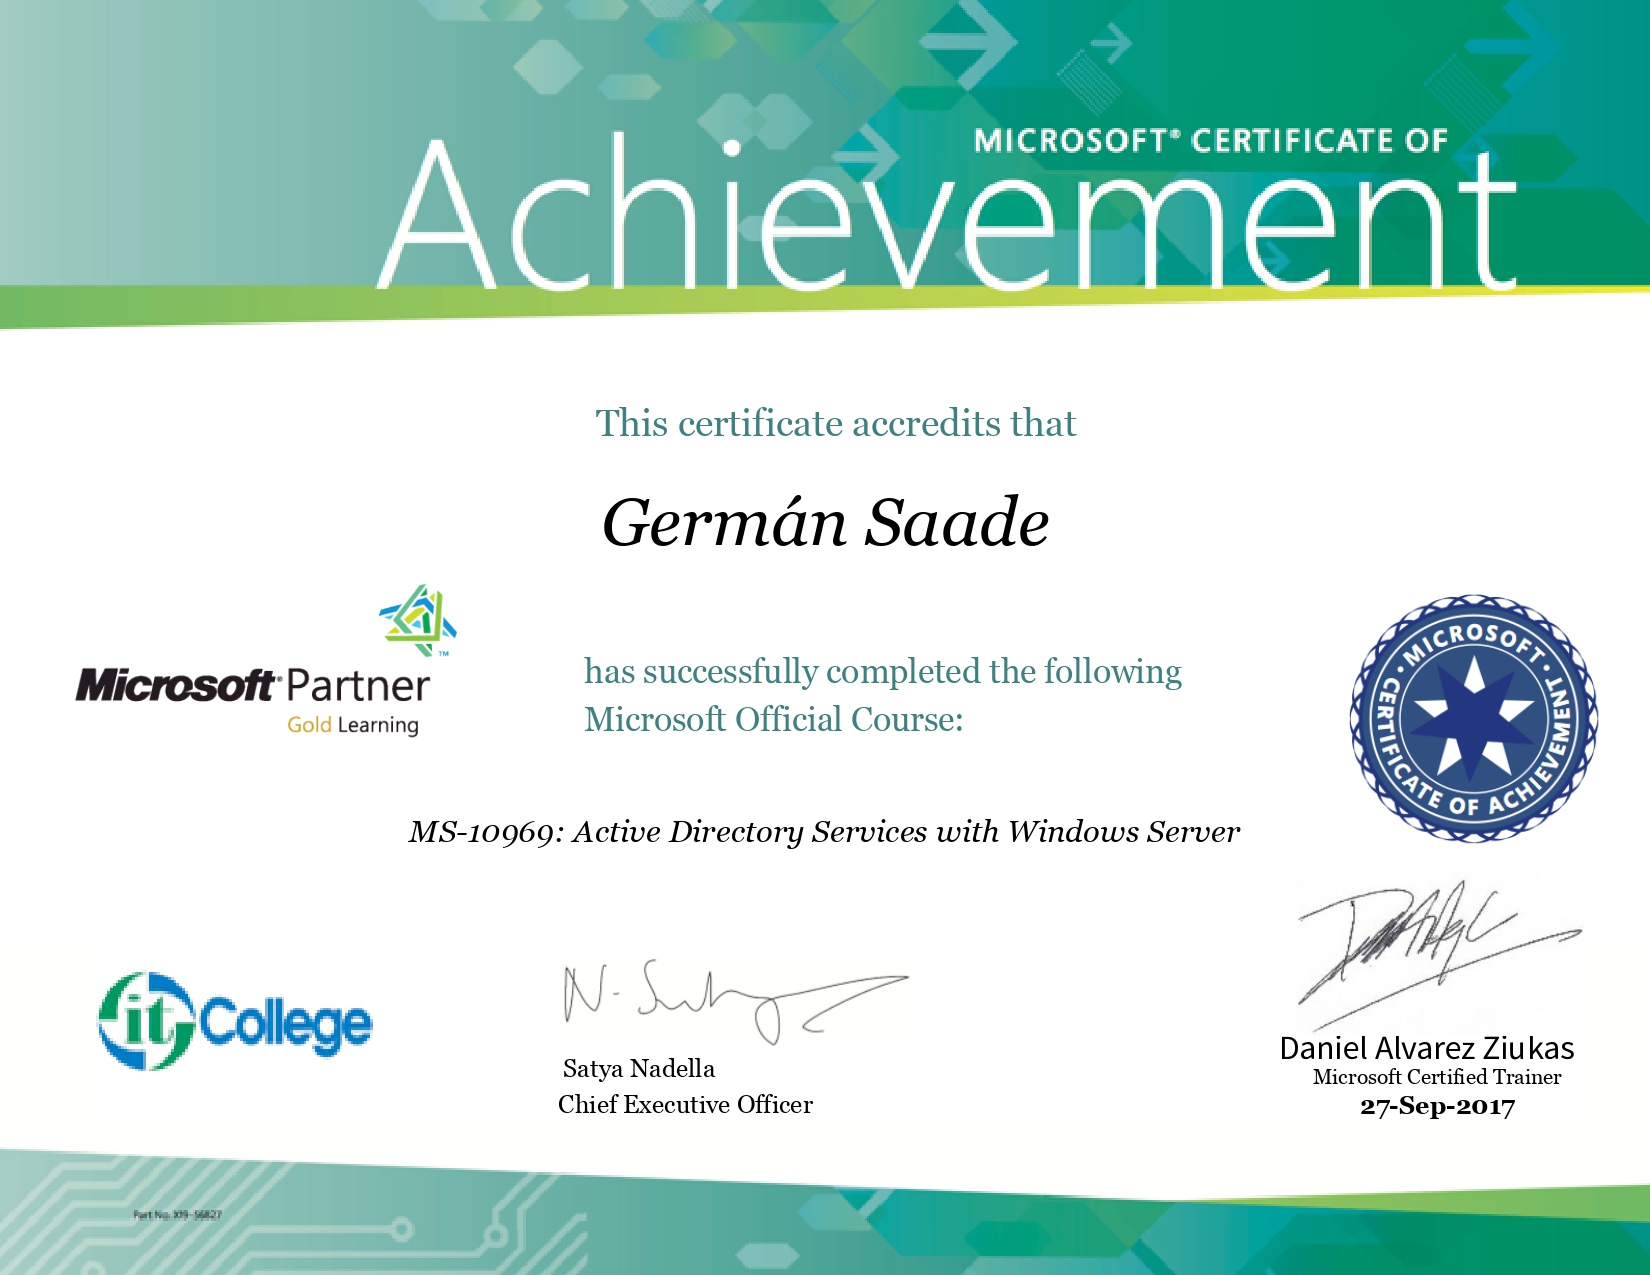 MICROSOFT® CERTIFICATE OF
Achievement
This certificate accredits that
Germán Saade
Microsoft Partner
Gold Learning
has successfully completed the following
Microsoft Official Course:
MICROSOFT
CERTIFICATE OF ACHIEVEMENT
MS-10969: Active Directory Services with Windows Server
it College
Satya Nadella
Chief Executive Officer
Daniel Alvarez Ziukas
Microsoft Certified Trainer
27-Sep-2017
Part No.